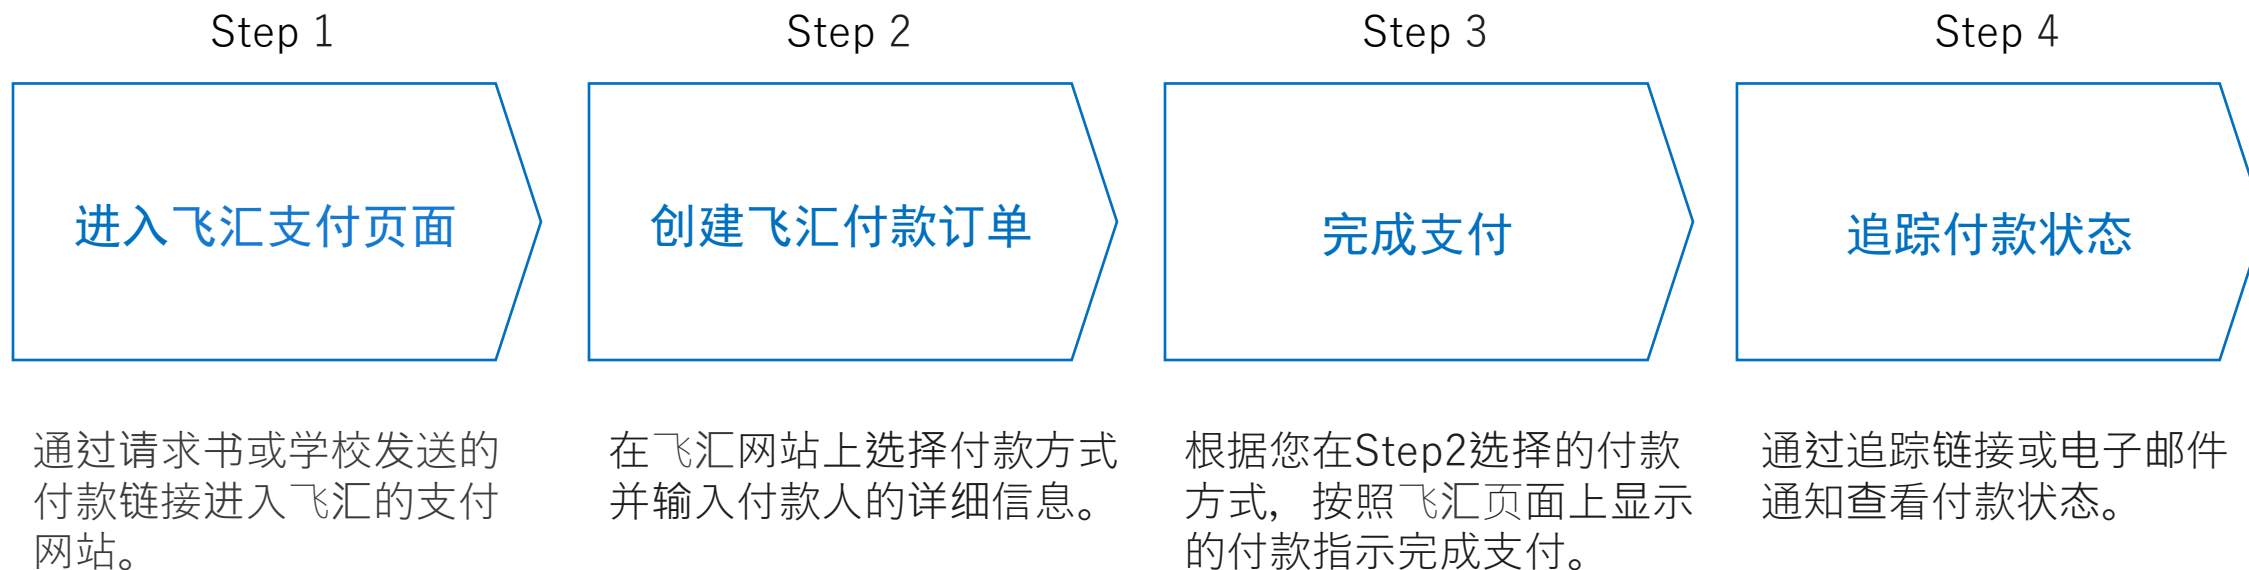 Step 1
进入飞汇支付页面
通过请求书或学校发送的
付款链接进入飞汇的支付
网站。
Step 2
创建飞汇付款订单
在飞汇网站上选择付款方式
并输入付款人的详细信息。
Step 3
完成支付
根据您在Step2选择的付款
方式，按照飞汇页面上显示
的付款指示完成支付。
Step 4
追踪付款状态
通过追踪链接或电子邮件
通知查看付款状态。